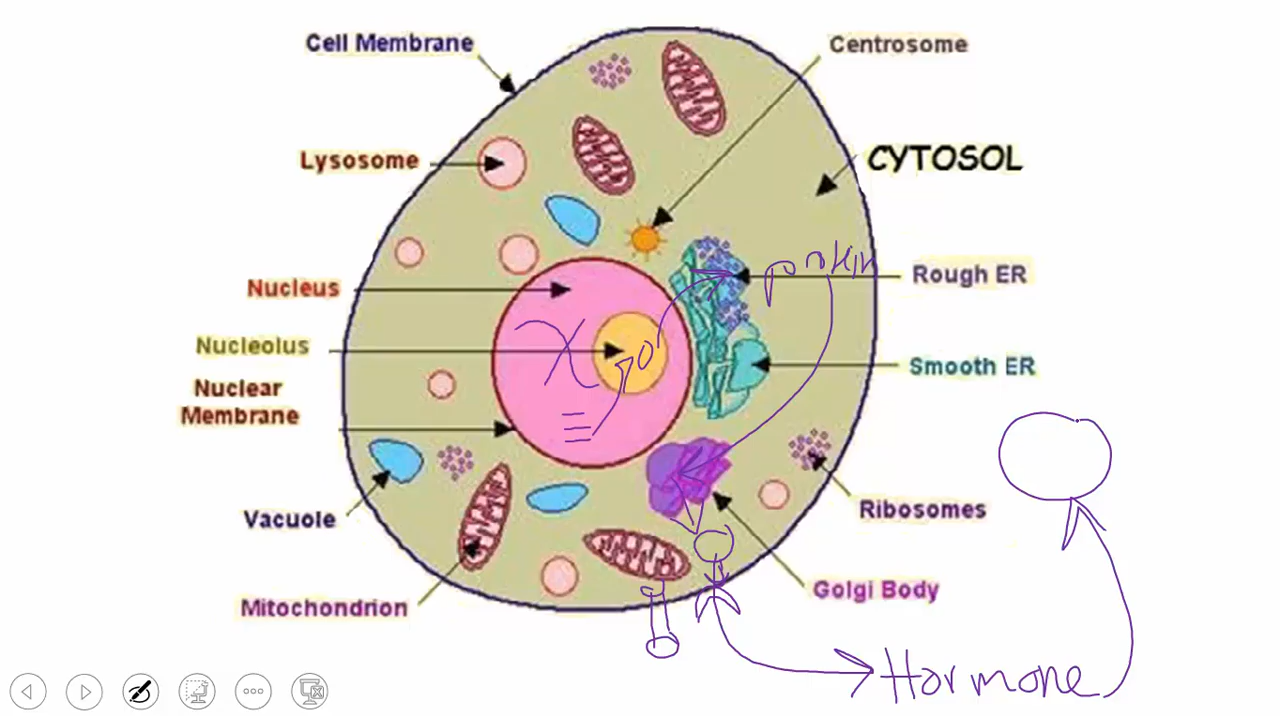 Cell Membrane
Centrosome
Lysosome
CYTOSOL
Nucleus
Rough ER
Nucleolus
Smooth ER
Nuclear
Membrane
Vacuole
Ribosomes
Mitochondrion
Golgi Body
Hormone